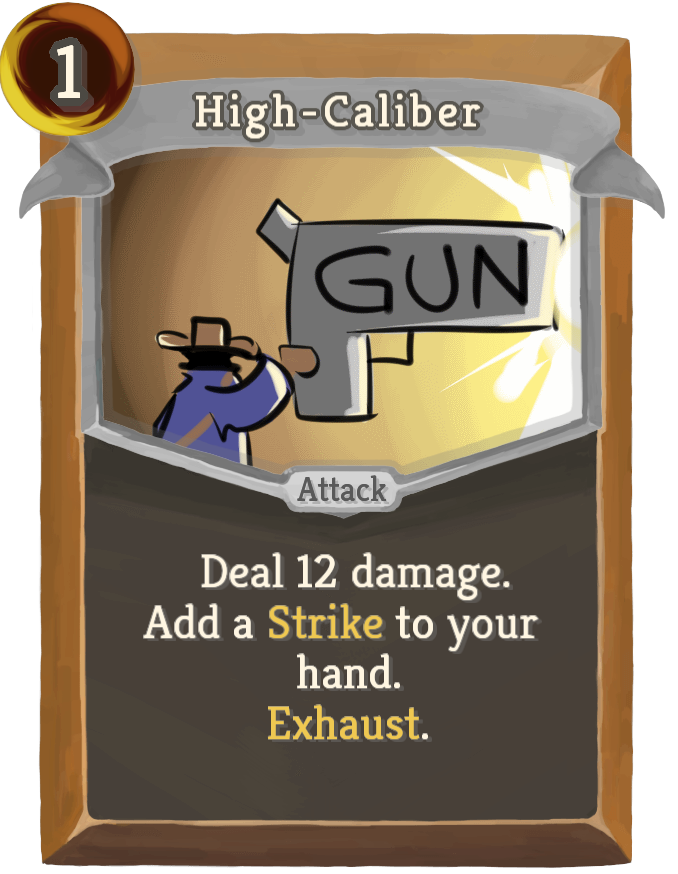 1
High-Caliber
GUN
Attack
Deal 12 damage.
Add a Strike to your
hand.
Exhaust.